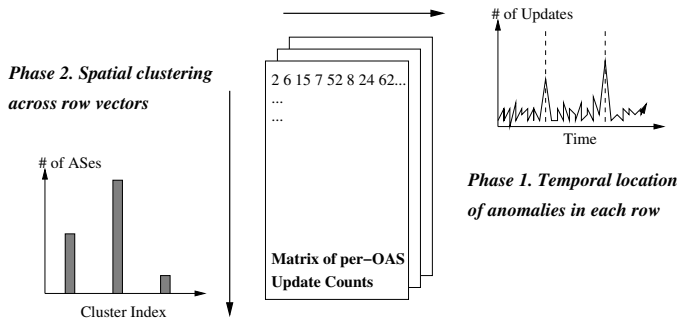 # of Updates
Phase 2. Spatial clustering
across row vectors
2 6 15 7 52 8 24 62...
...
...
Time
# of ASes
Phase 1. Temporal location
of anomalies in each row
Matrix of per−OAS
Update Counts
Cluster Index